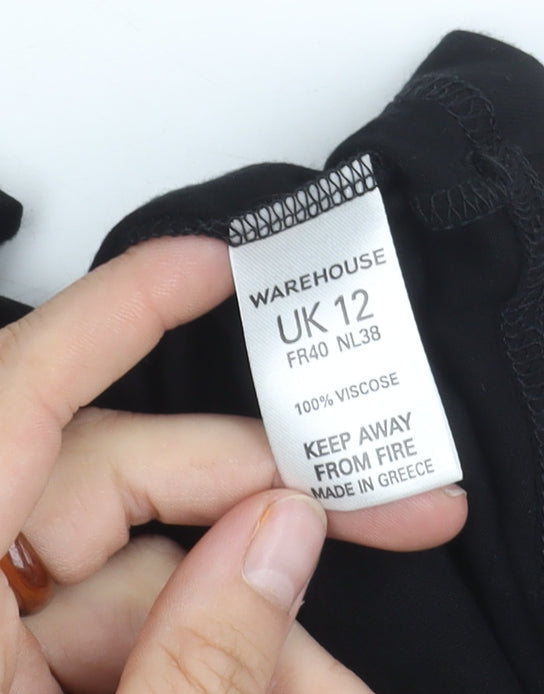 WAREHOUSE
UK 12
FR40 NL38
100% VISCOSE
KEEP AWAY
FROM FIRE
MADE IN GREECE